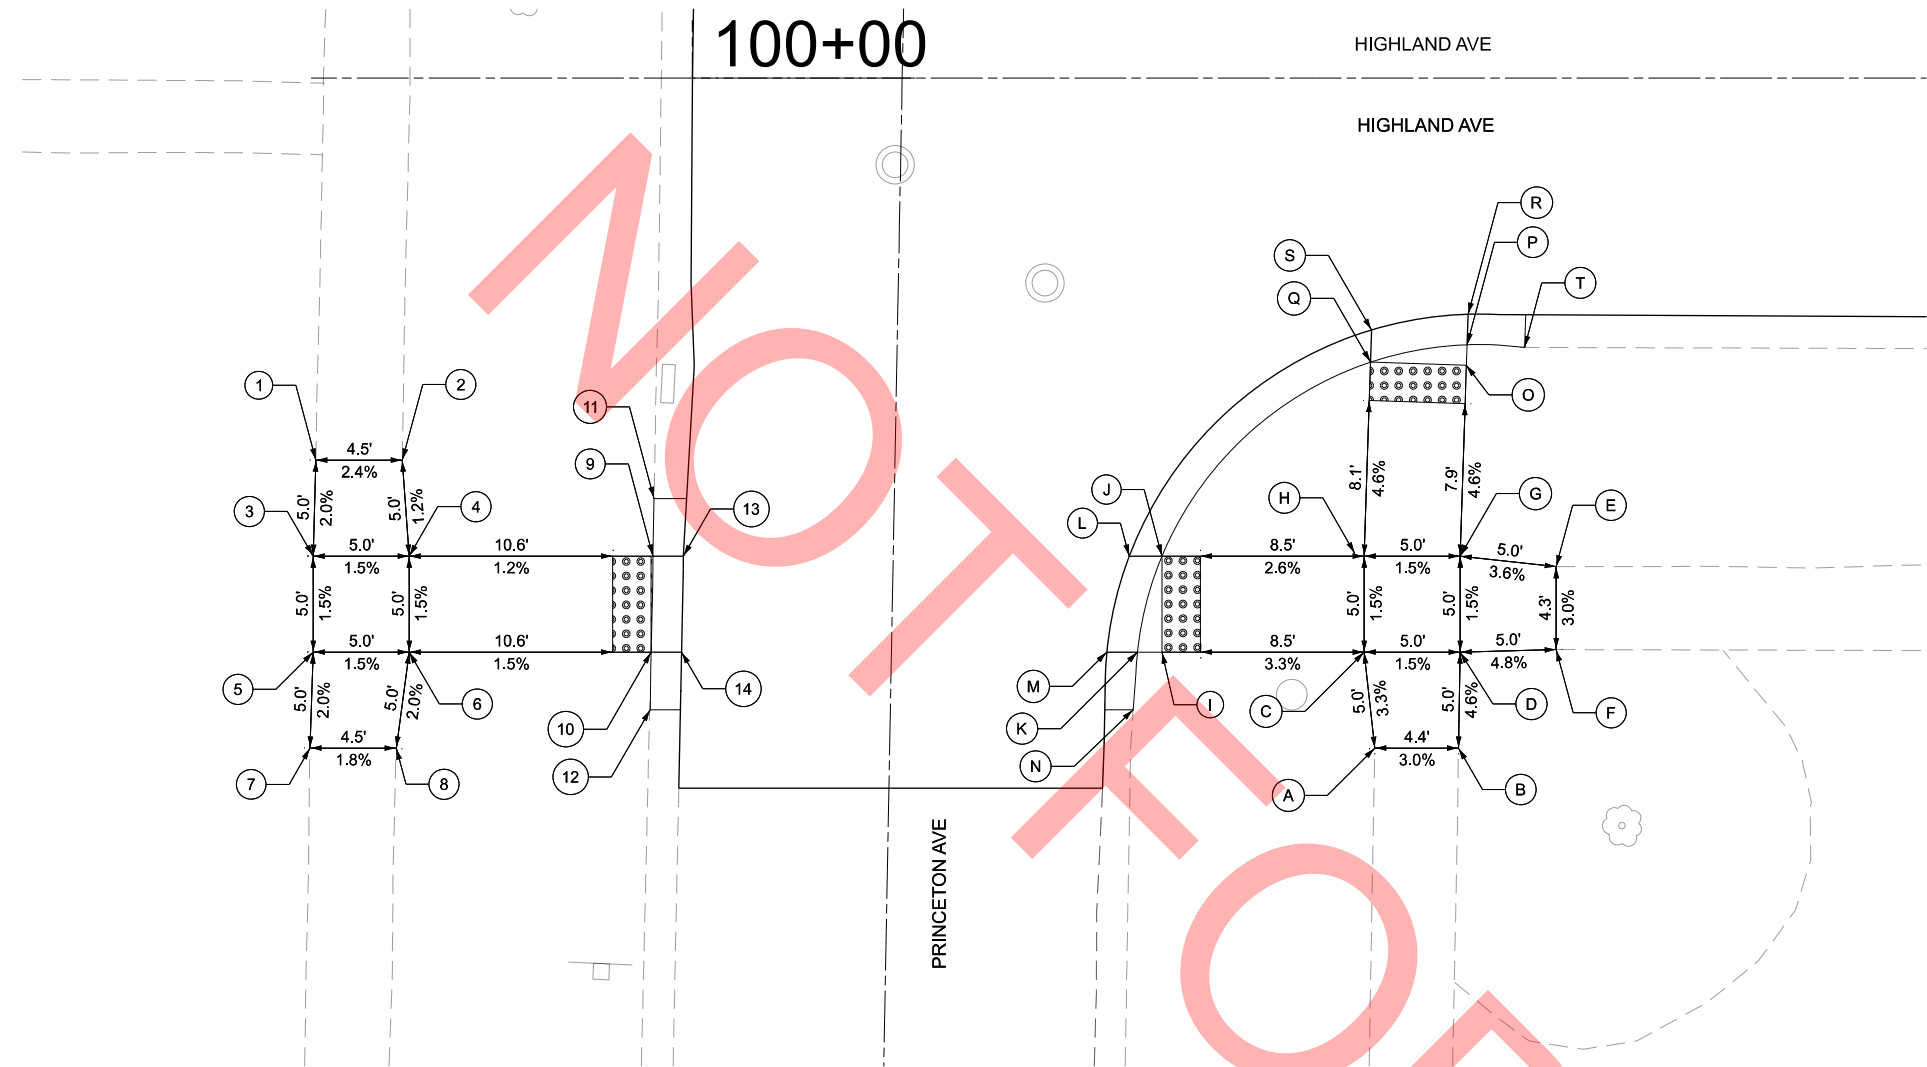 100+00
HIGHLAND AVE
HIGHLAND AVE
R
P
S
Q
T
1
2
11
O
4.5'
2.4%
9
5.0'
2.0%
5.0'
1.2%
3
4
13
J
L
H
8.1'
4.6%
7.9'
4.6%
G
E
5.0'
1.5%
10.6'
1.2%
8.5'
2.6%
5.0'
1.5%
5.0'
3.6%
5.0'
1.5%
5.0'
1.5%
5.0'
1.5%
5.0'
1.5%
4.3'
3.0%
5.0'
1.5%
10.6'
1.5%
8.5'
3.3%
5.0'
1.5%
5.0'
4.8%
5
6
14
M
K
I
C
D
F
5.0'
2.0%
5.0'
2.0%
5.0'
3.3%
5.0'
4.6%
10
N
4.5'
1.8%
4.4'
3.0%
7
8
12
A
B
PRINCETON AVE
NOT
FO